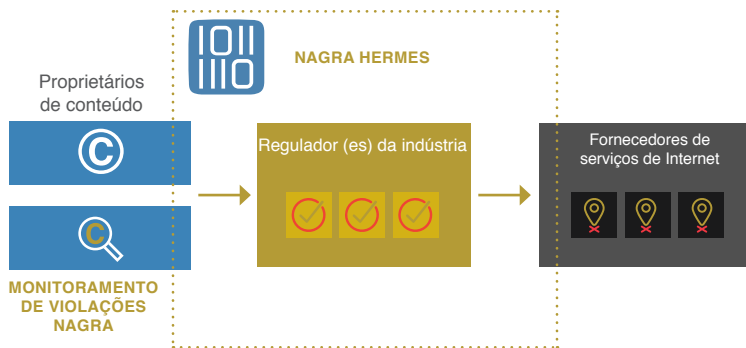 NAGRA HERMES
Proprietários
de conteúdo
©
Regulador (es) da indústria
Fornecedores de
serviços de Internet
C
MONITORAMENTO
DE VIOLAÇÕES
NAGRA